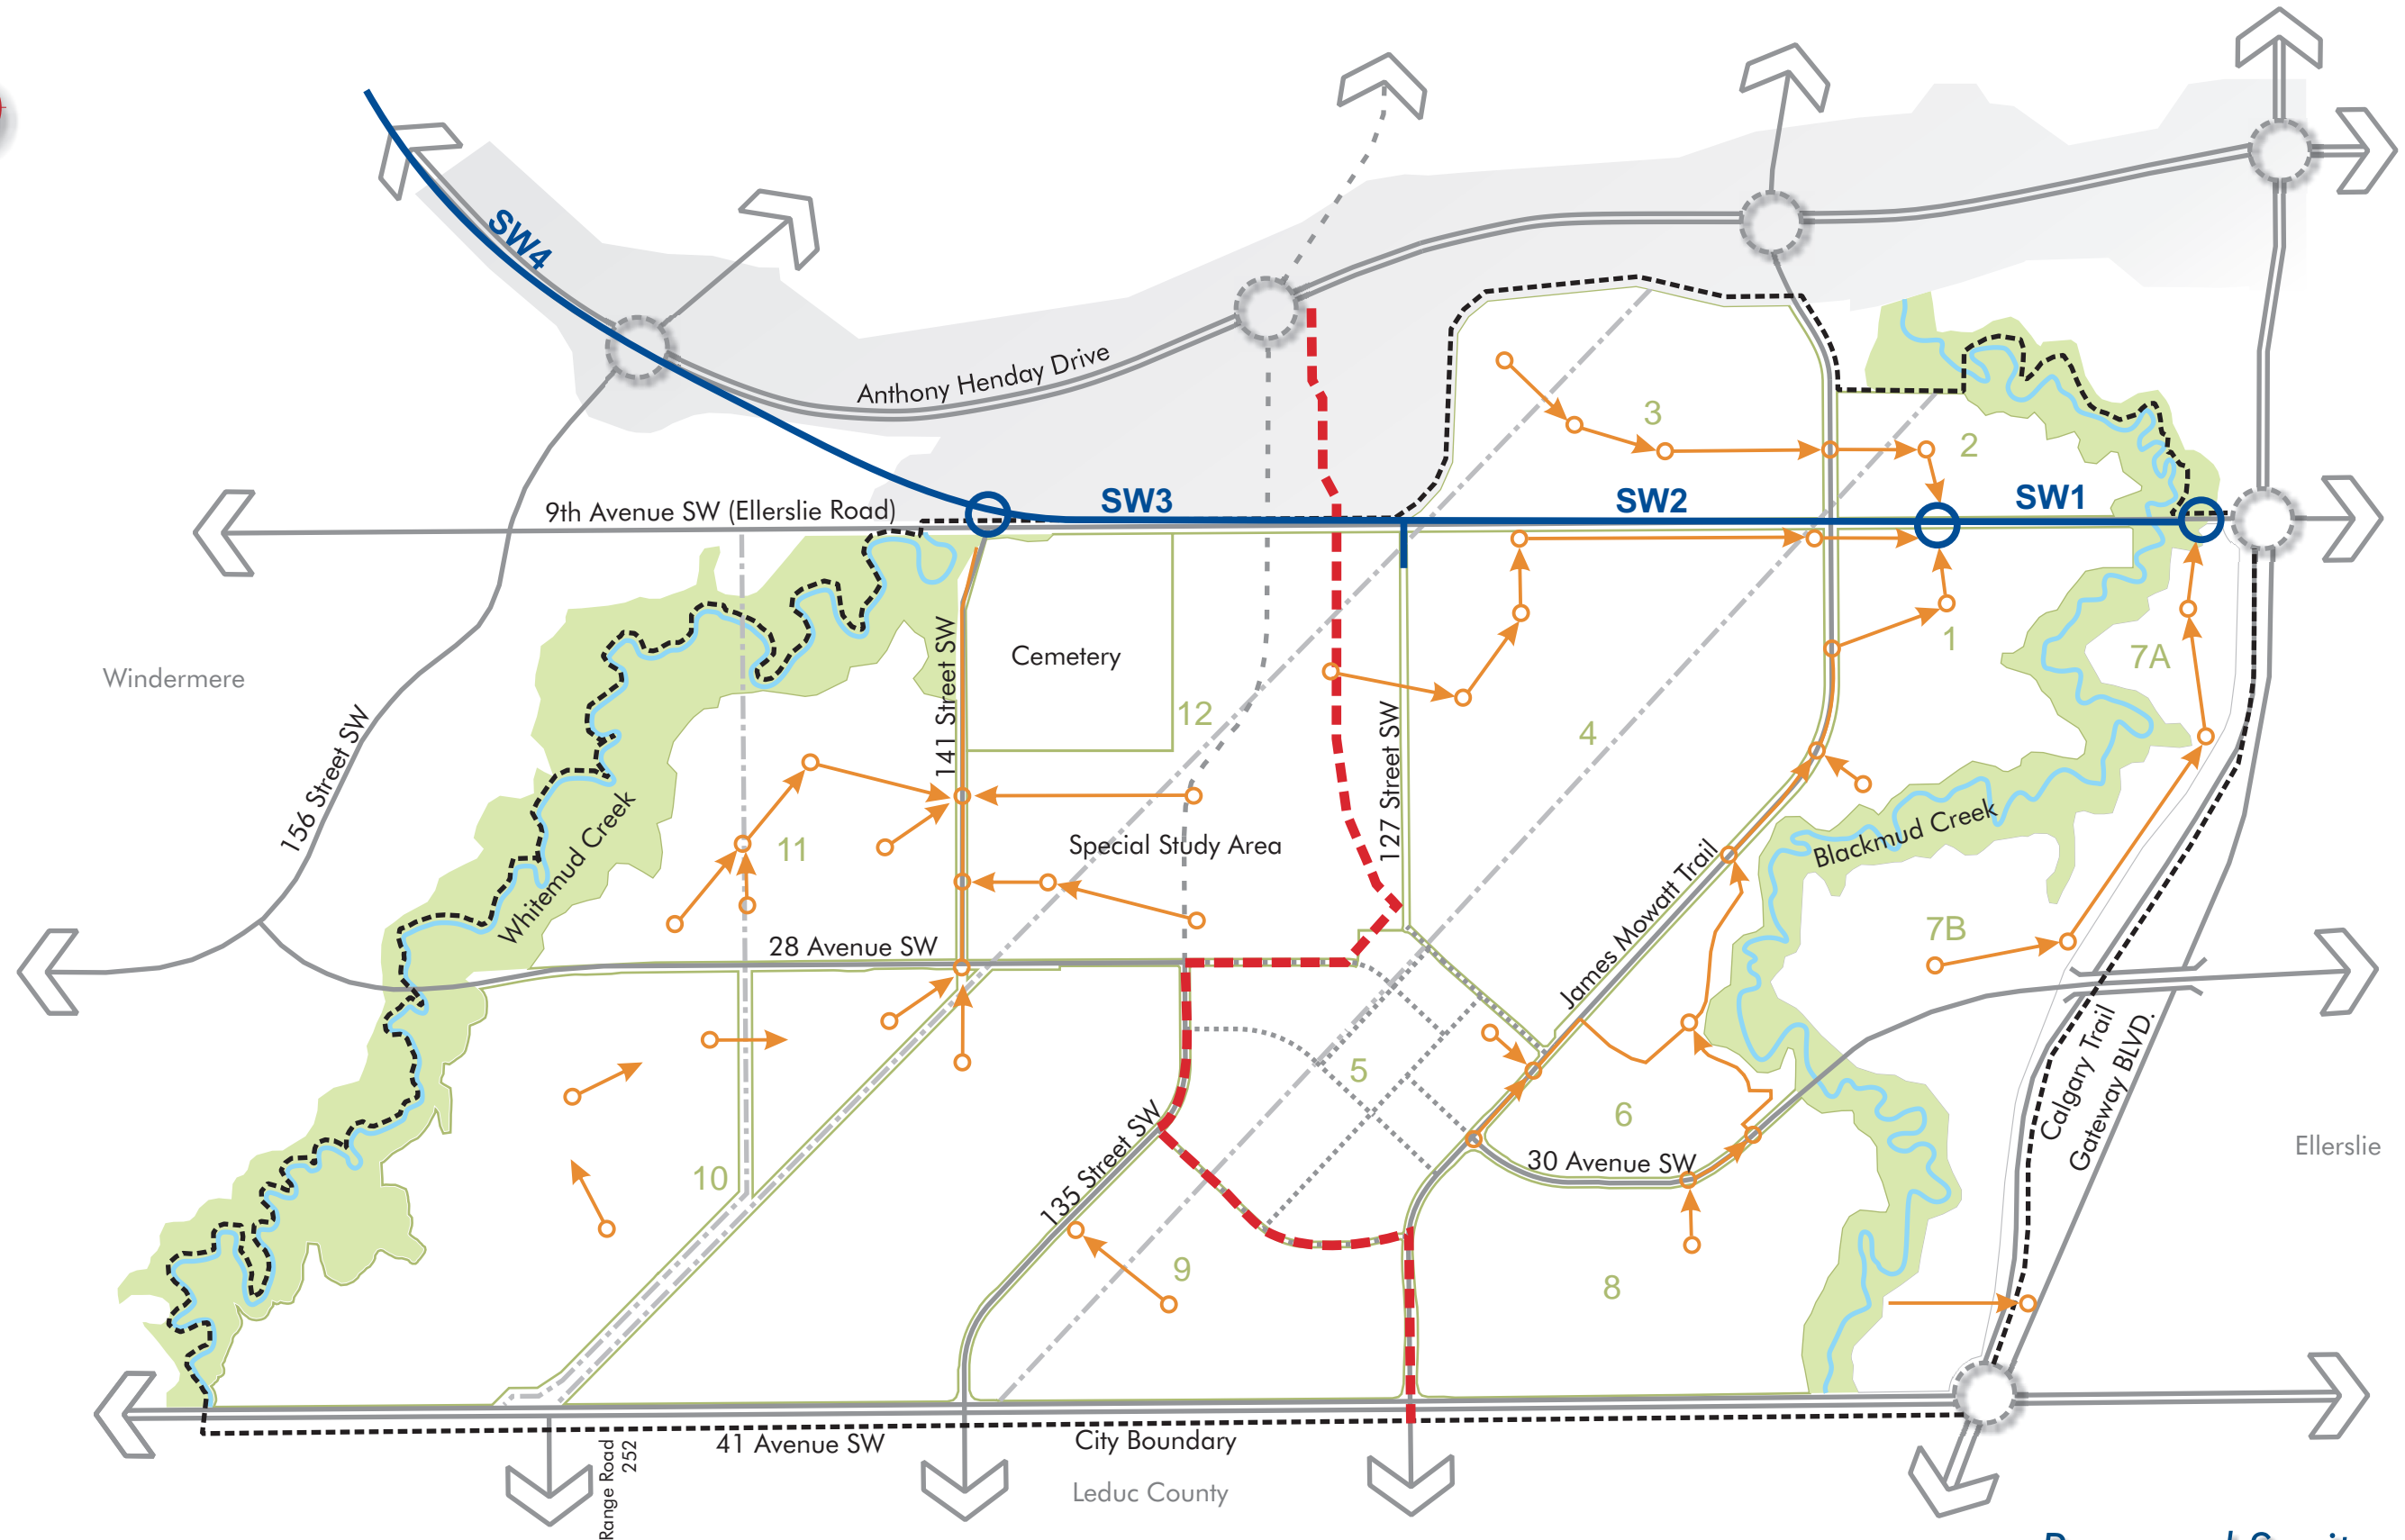 SW4
Anthony Henday Drive
3
2
9th Avenue SW (Ellerslie Road)
SW3
SW2
SW1
Windermere
141 Street SW
Cemetery
12
127 Street SW
4
1
7A
156 Street SW
Whitemud Creek
11
Special Study Area
James Mowatt Trail
Blackmud Creek
28 Avenue SW
7B
5
6
Calgary Trail
Gateway BLVD.
Ellerslie
10
135 Street SW
30 Avenue SW
9
8
Range Road
252
41 Avenue SW
City Boundary
Leduc County